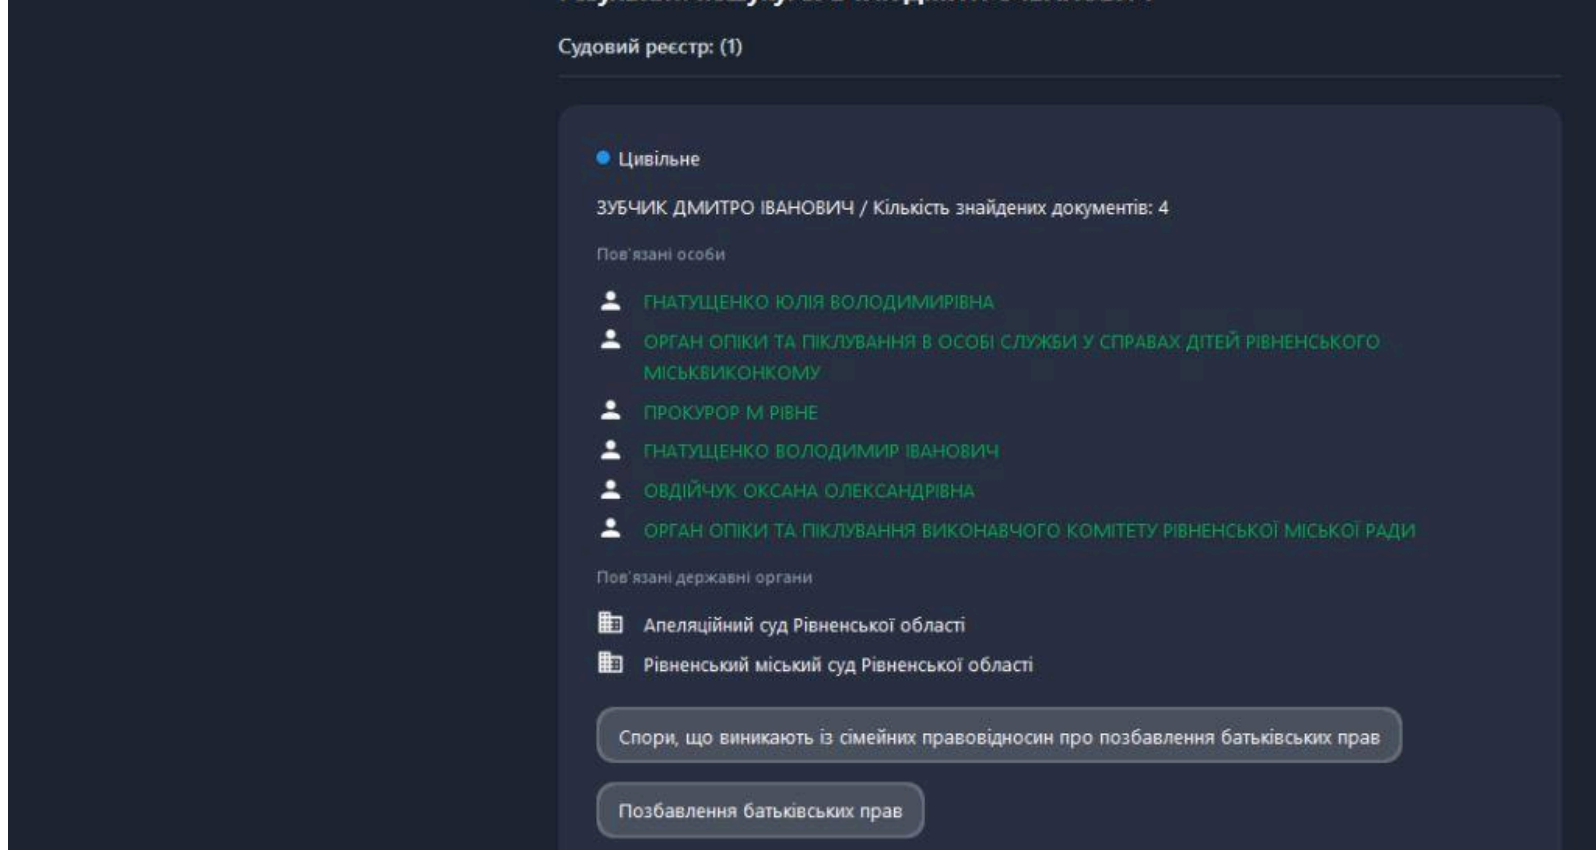 Судовий реєстр: (1)
Цивільне
ЗУБЧИК ДМИТРО ІВАНОВИЧ / Кількість знайдених документів: 4
Пов'язані особи
ГНАТУЩЕНКО ЮЛІЯ ВОЛОДИМИРІВНА
ОРГАН ОПІКИ ТА ПІКЛУВАННЯ В ОСОБІ СЛУЖБИ У СПРАВАХ ДІТЕЙ РІВНЕНСЬКОГО
МІСЬКВИКОНКОМУ
ПРОКУРОР М РІВНЕ
ГНАТУЩЕНКО ВОЛОДИМИР ІВАНОВИЧ
ОВДІЙЧУК ОКСАНА ОЛЕКСАНДРІВНА
ОРГАН ОПІКИ ТА ПІКЛУВАННЯ ВИКОНАВЧОГО КОМІТЕТУ РІВНЕНСЬКОЇ МІСЬКОЇ РАДИ
Пов'язані державні органи
Апеляційний суд Рівненської області
Рівненський міський суд Рівненської області
Спори, що виникають із сімейних правовідносин про позбавлення батьківських прав
Позбавлення батьківських прав